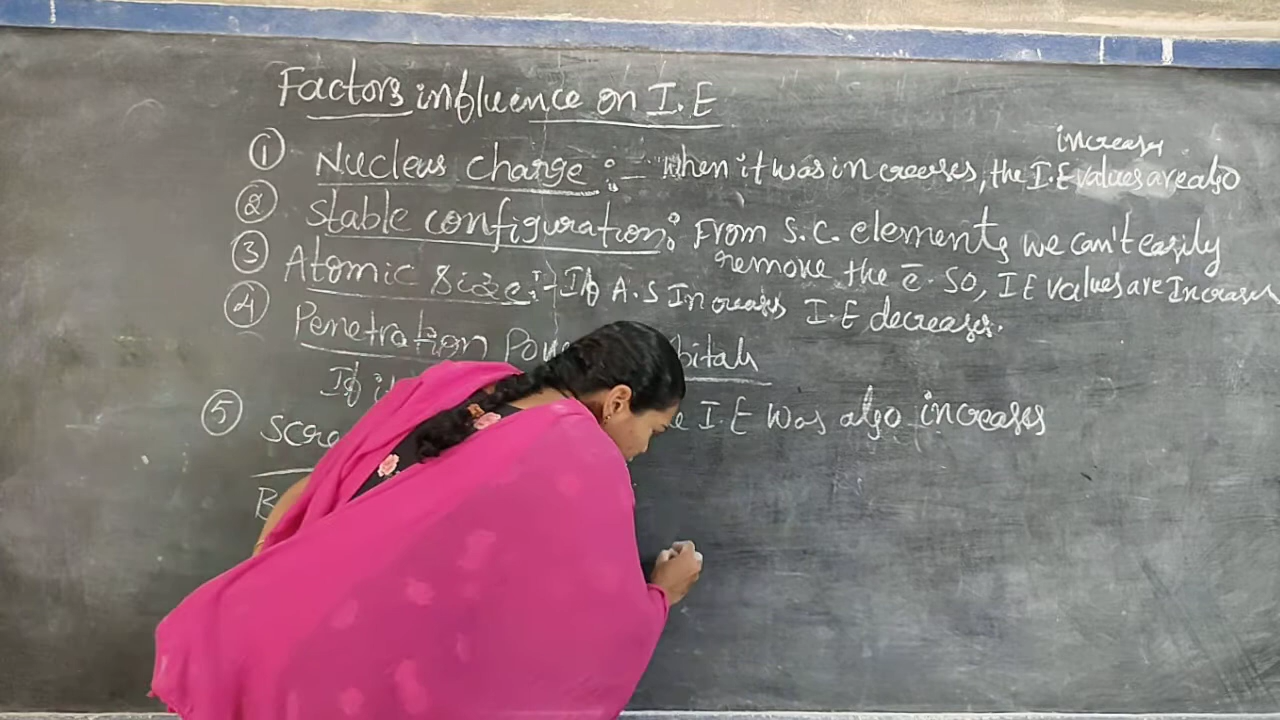 Factors influence on I.E
① Nucleus charge :- When it was increases, the I.E values are also increases
② Stable configuration: From S.C. elements we can't easily
remove the e̅. So, IE values are Increases
③ Atomic Size:- If A.S Increases I.E decreases.
④ Penetration
If I.E was also increases
⑤